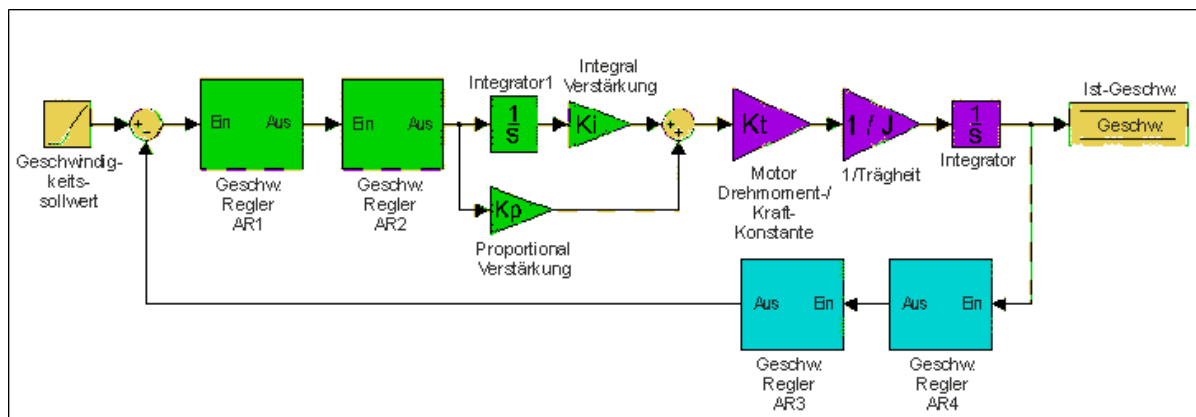 Geschwindig-
keits-
sollwert
+
-
Ein Aus
Geschw.
Regler
AR1
Ein Aus
Geschw.
Regler
AR2
Integrator1
1
s
Integral
Verstärkung
Ki
Kp
Proportional
Verstärkung
+
+
Kt
Motor
Drehmoment-/
Kraft-
Konstante
1 / J
1/Trägheit
1
s
Integrator
Ist-Geschw.
Geschw.
Aus Ein
Geschw.
Regler
AR3
Aus Ein
Geschw.
Regler
AR4